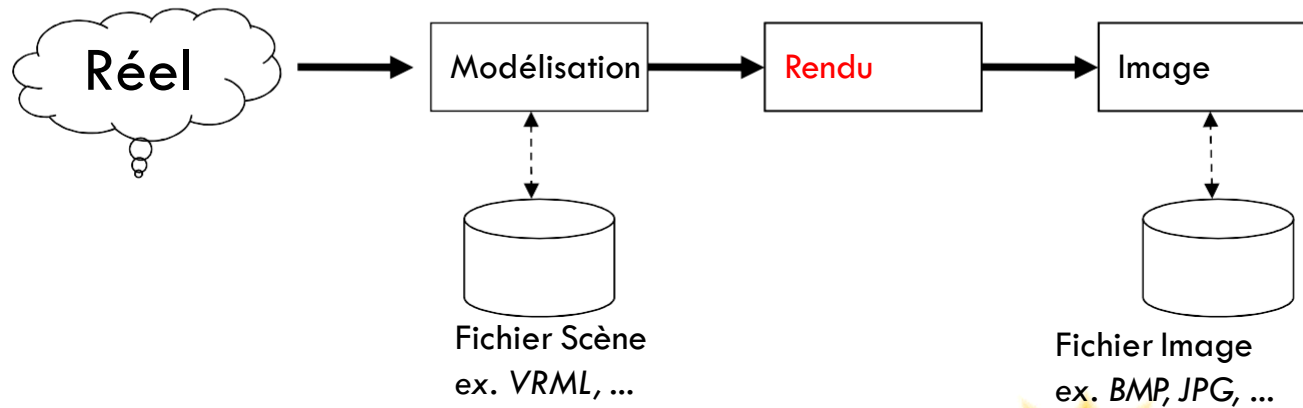 Réel
Modélisation
Rendu
Image
Fichier Scène
ex. VRML, ...
Fichier Image
ex. BMP, JPG, ...